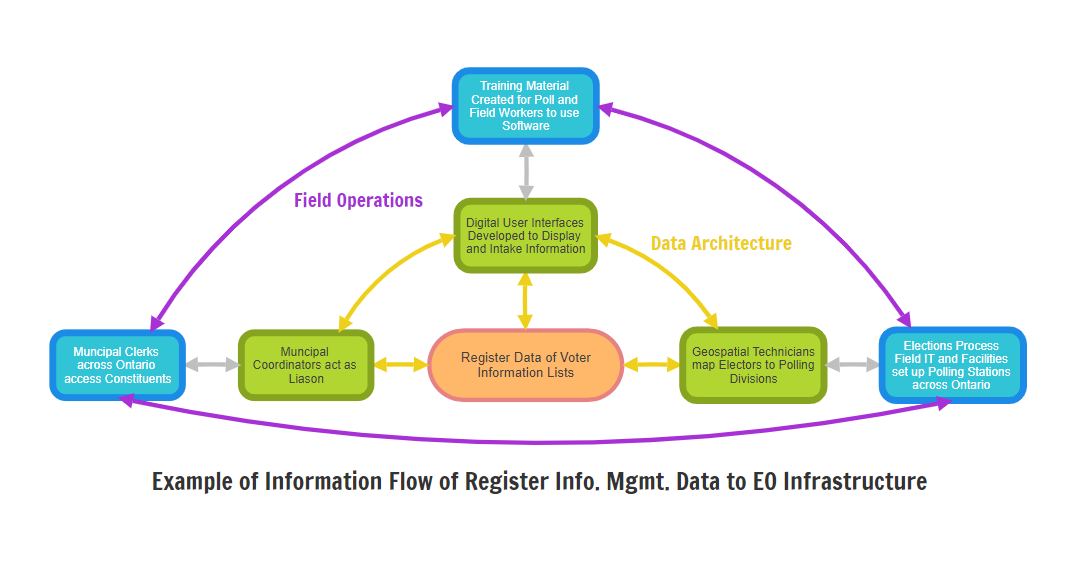 Training Material
Created for Poll and
Field Workers to use
Software
Field Operations
Digital User Interfaces
Developed to Display
and Intake Information
Data Architecture
Muncipal Clerks
across Ontario
access Constituents
Muncipal
Coordinators act as
Liason
Register Data of Voter
Information Lists
Geospatial Technicians
map Electors to Polling
Divisions
Elections Process
Field IT and Facilities
set up Polling Stations
across Ontario
Example of Information Flow of Register Info. Mgmt. Data to EO Infrastructure